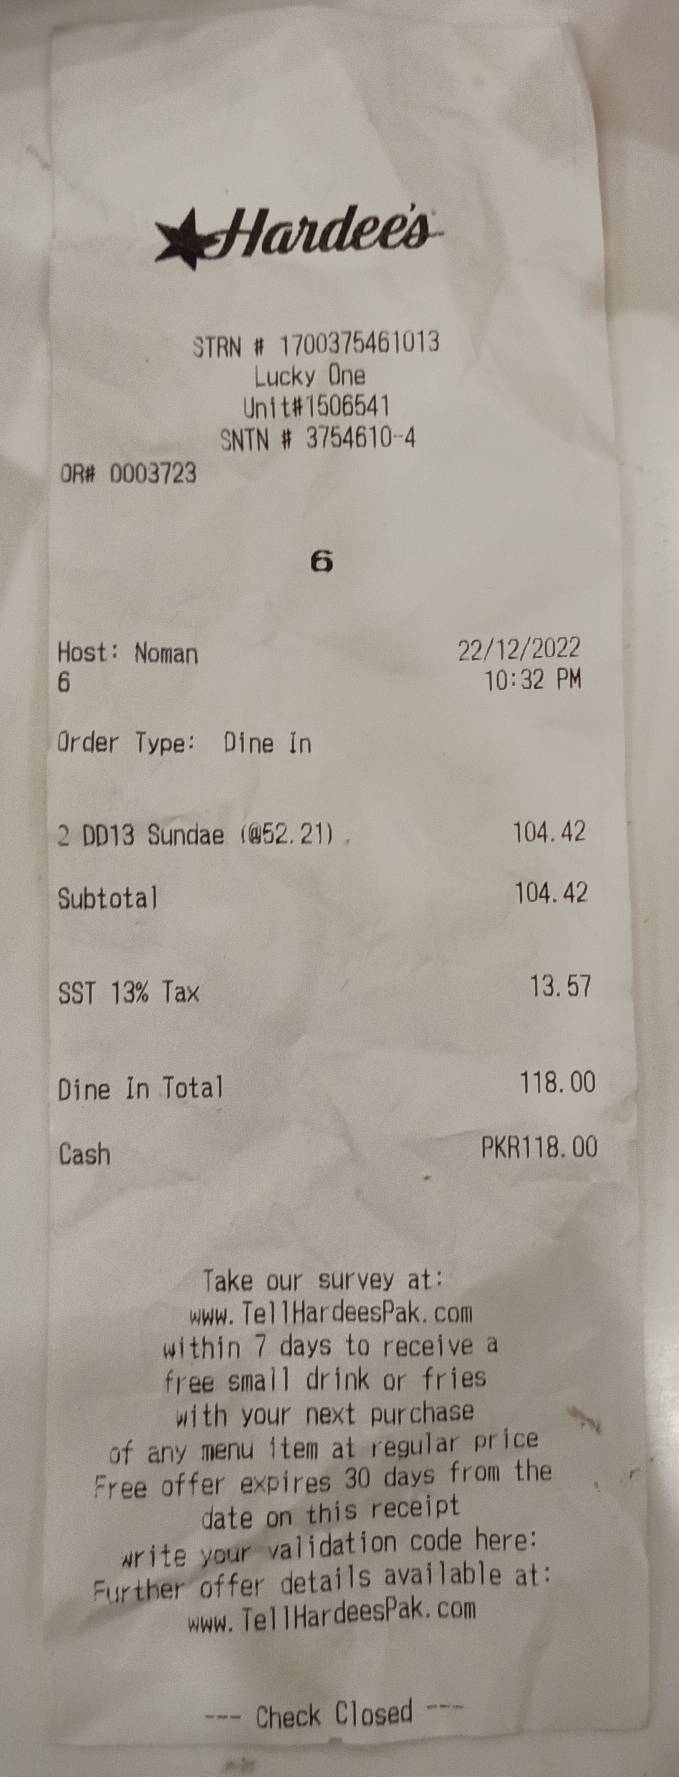 Hardee's
STRN # 1700375461013
Lucky One
Unit#1506541
SNTN # 3754610-4
OR# 0003723
6
Host: Noman 22/12/2022
6 10:32 PM
Order Type: Dine In
2 DD13 Sundae (@52.21) 104.42
Subtotal 104.42
SST 13% Tax 13.57
Dine In Total 118.00
Cash PKR118.00
Take our survey at:
www.TellHardeesPak.com
within 7 days to receive a
free small drink or fries
with your next purchase
of any menu item at regular price
Free offer expires 30 days from the
date on this receipt
write your validation code here:
Further offer details available at:
www.TellHardeesPak.com
--- Check Closed ---